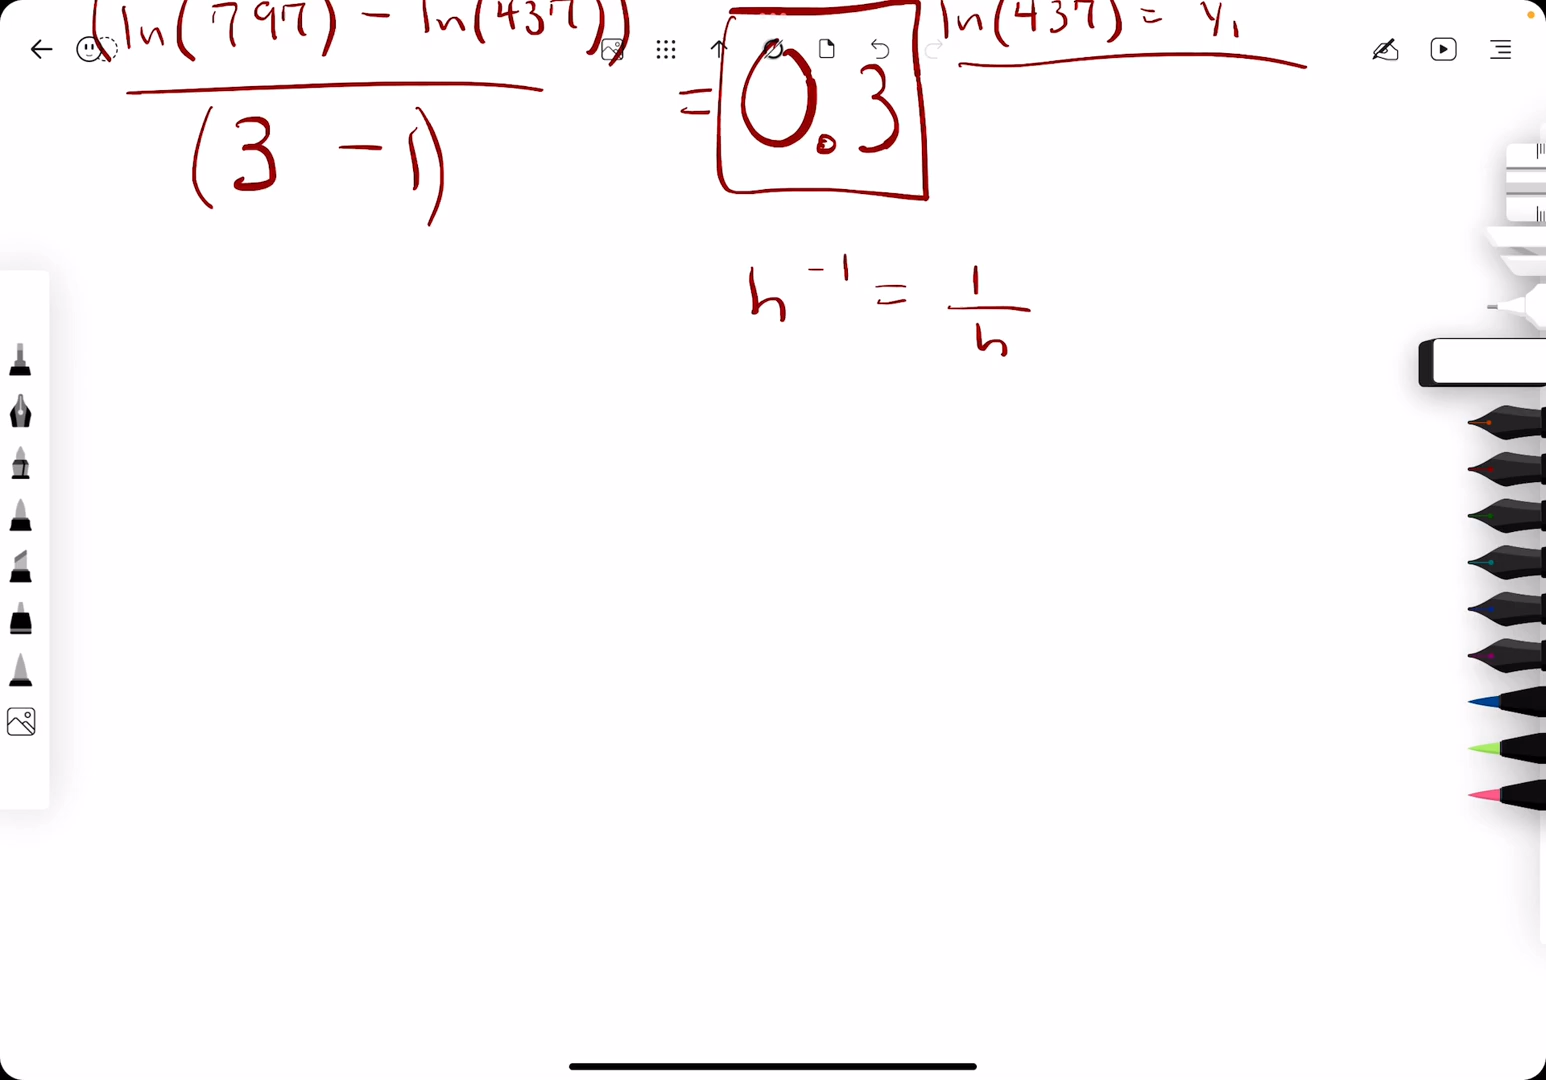 (ln(797) - ln(437))
(3 - 1)
= 0.3
ln(437) = y₁
h⁻¹ = 1/h